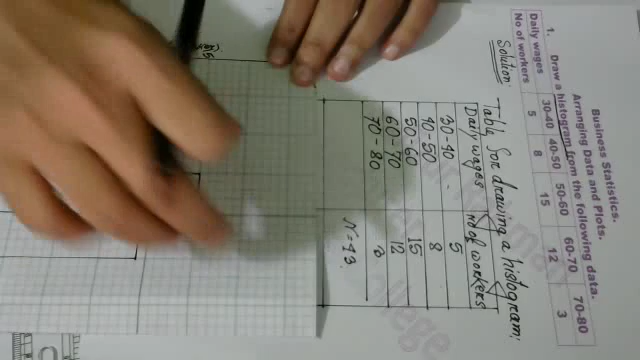 Business Statistics.
Arranging Data and Plots.
1. Draw a histogram from the following data.
Daily wages 30-40 40-50 50-60 60-70 70-80
No of workers 5 8 15 12 3
Solution:
Table for drawing a histogram:
Daily wages No of workers
30-40 5
40-50 8
50-60 15
60-70 12
70-80 3
N=43
College